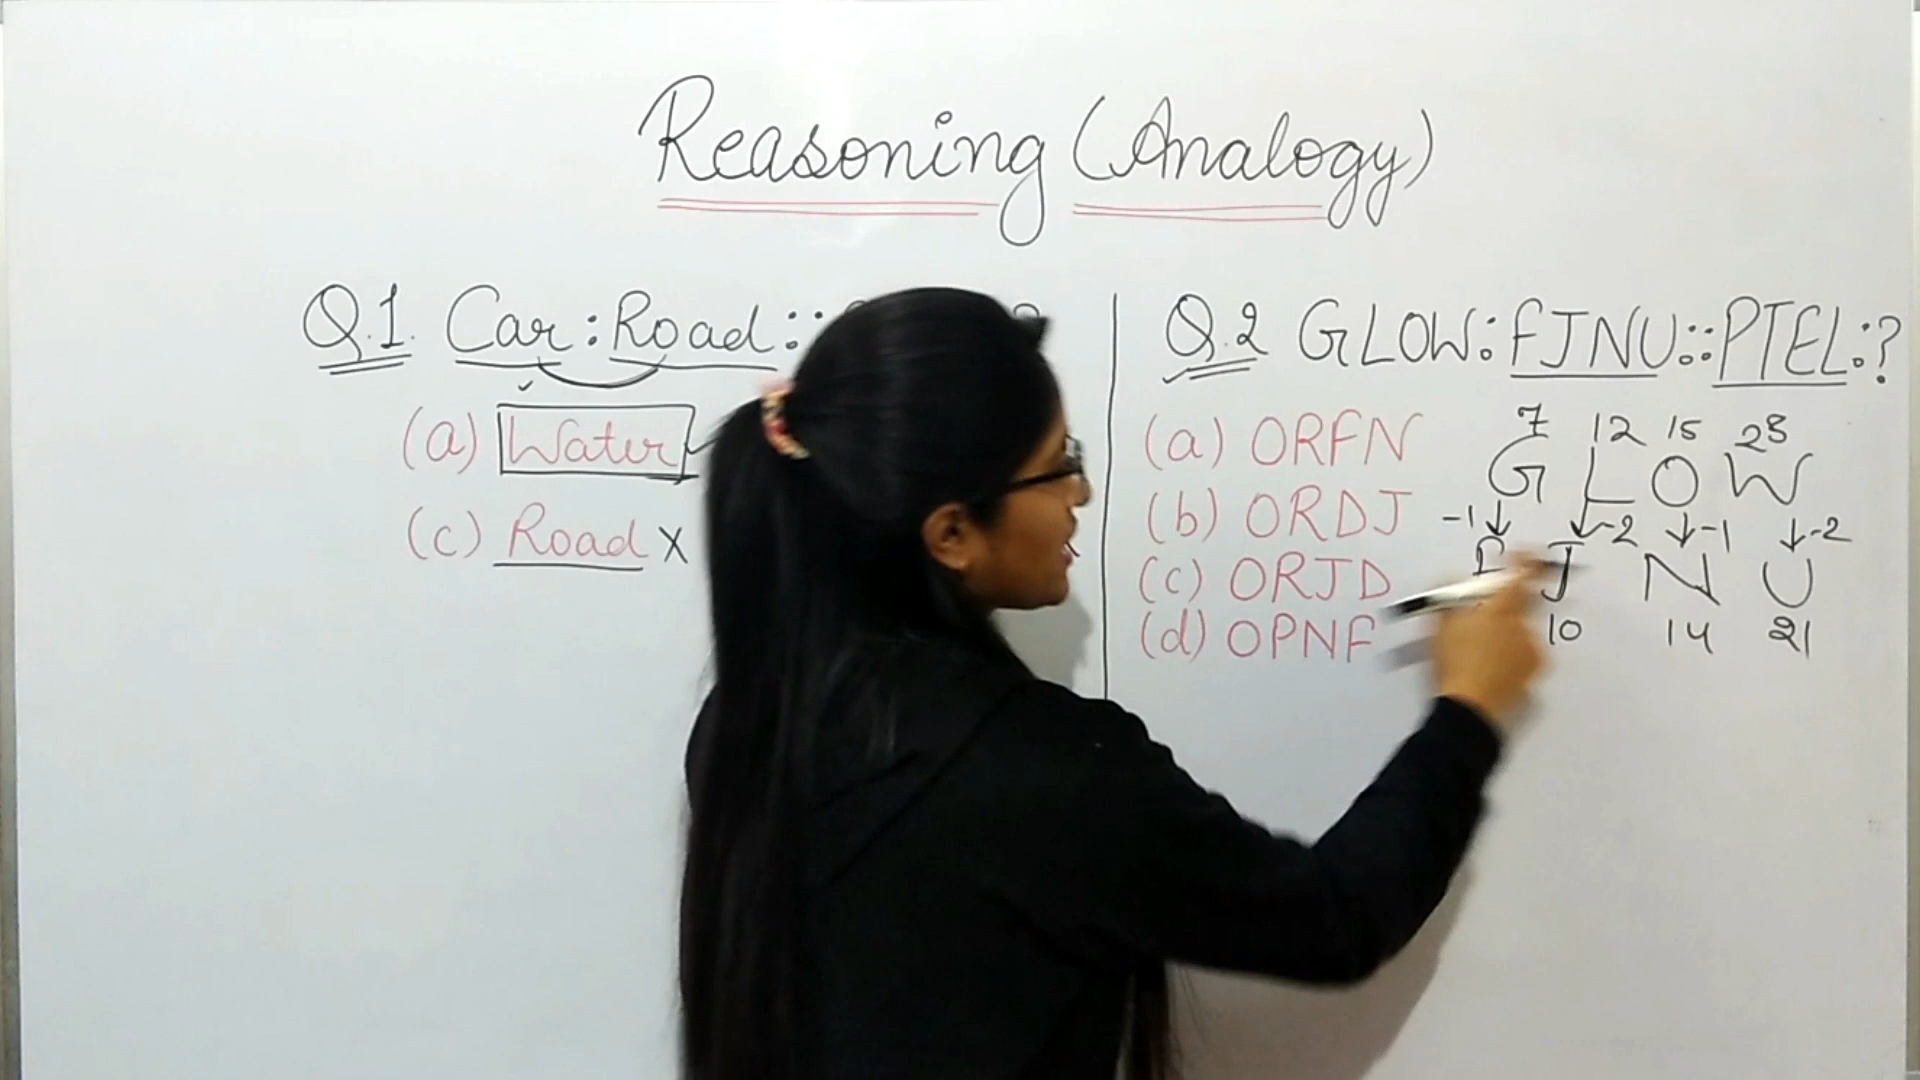 Reasoning (Analogy)
Q.1. Car : Road ::
(a) Water
(c) Road x
Q.2 GLOW : FJNU :: PTEL : ?
(a) ORFN
(b) ORDJ
(c) ORJD
(d) OPNF
7 12 15 23
G L O W
-1 -2 -1 -2
F J N U
10 14 21